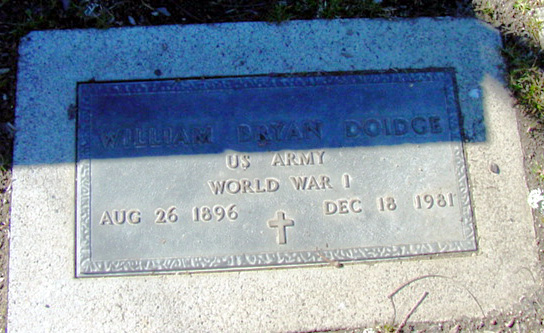 WILLIAM BRYAN DOIDGE
US ARMY
WORLD WAR I
AUG 26 1896 DEC 18 1981